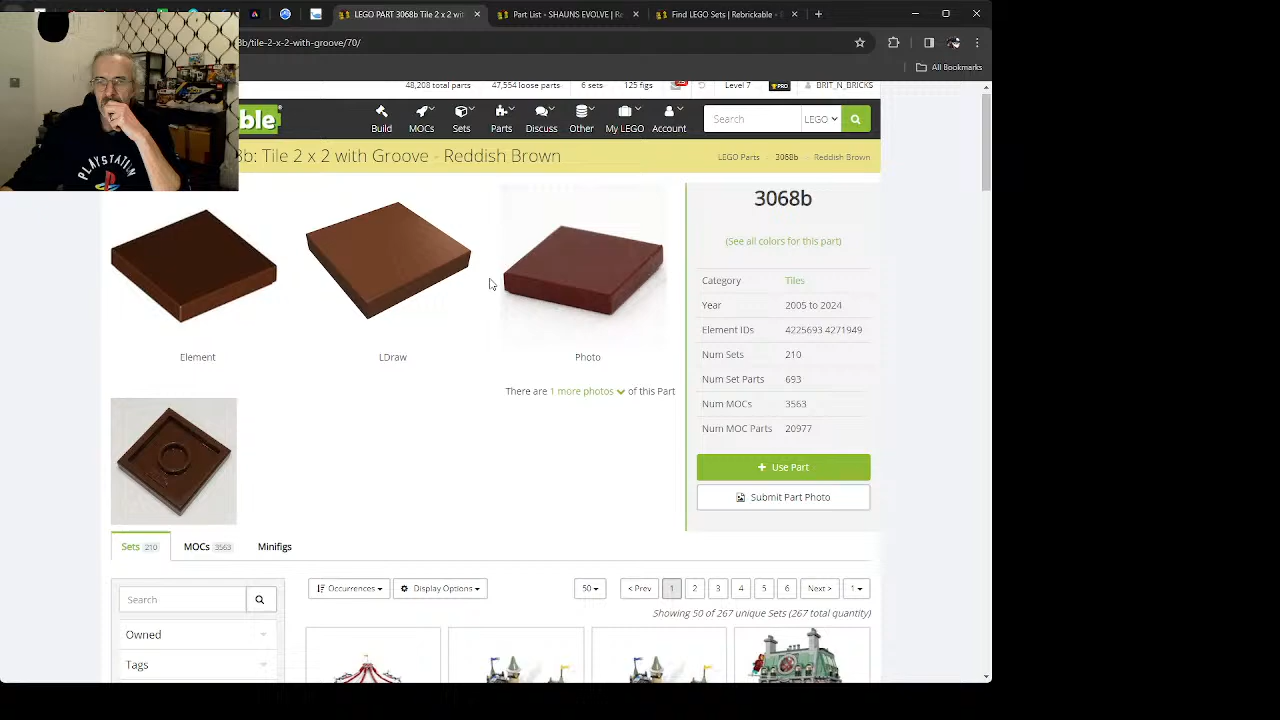 LEGO PART 3068b Tile 2 x 2 wit
Part List - SHAUNS EVOLVE | R
Find LEGO Sets | Rebrickable -
3b/tile-2-x-2-with-groove/70/
All Bookmarks
48,208 total parts 47,554 loose parts 6 sets 125 figs Level 7 PRO BRIT_N_BRICKS
ble
Build MOCs Sets Parts Discuss Other My LEGO Account
Search LEGO
8b: Tile 2 x 2 with Groove - Reddish Brown
LEGO Parts 3068b Reddish Brown
PLAYSTATION
3068b
(See all colors for this part)
Category Tiles
Year 2005 to 2024
Element IDs 4225693 4271949
Num Sets 210
Num Set Parts 693
Num MOCs 3563
Num MOC Parts 20977
Use Part
Submit Part Photo
Element
LDraw
Photo
There are 1 more photos of this Part
Sets 210 MOCs 3563 Minifigs
Search
Owned
Tags
Occurrences Display Options
50 < Prev 1 2 3 4 5 6 Next > 1
Showing 50 of 267 unique Sets (267 total quantity)